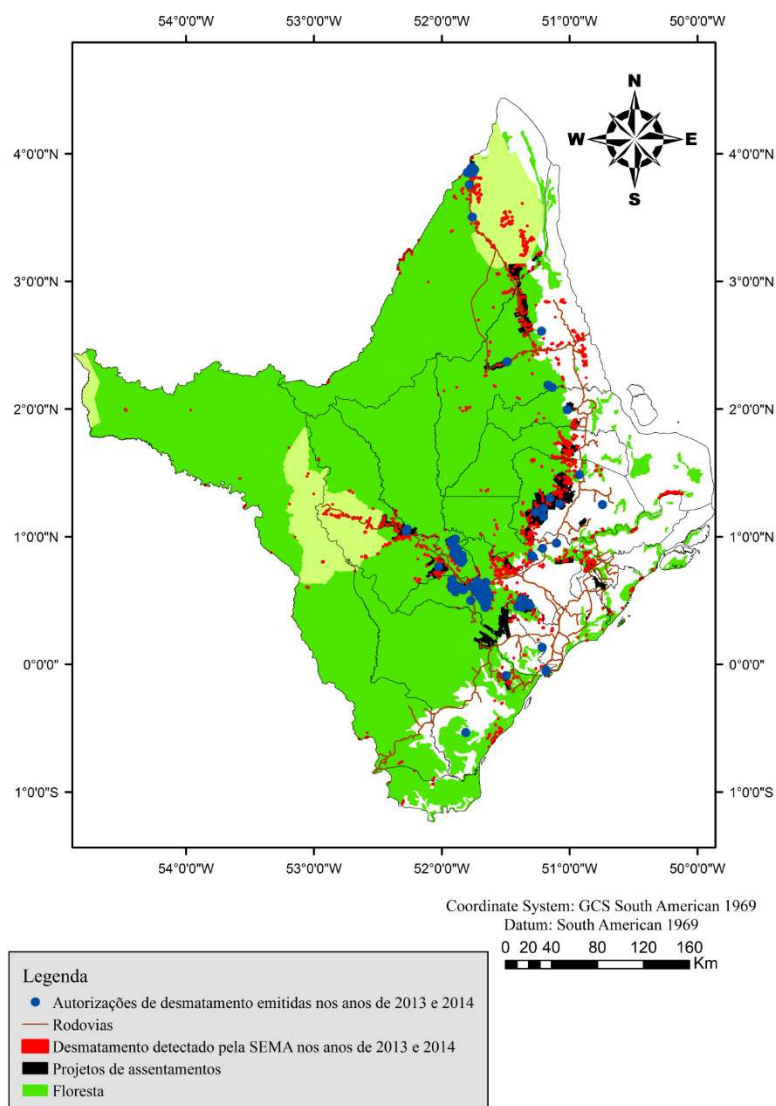 54°0'0"W 53°0'0"W 52°0'0"W 51°0'0"W 50°0'0"W
N
W E
S
4°0'0"N 4°0'0"N
3°0'0"N 3°0'0"N
2°0'0"N 2°0'0"N
1°0'0"N 1°0'0"N
0°0'0" 0°0'0"
1°0'0"S 1°0'0"S
54°0'0"W 53°0'0"W 52°0'0"W 51°0'0"W 50°0'0"W
Coordinate System: GCS South American 1969
Datum: South American 1969
0 20 40 80 120 160
Km
Legenda
Autorizações de desmatamento emitidas nos anos de 2013 e 2014
Rodovias
Desmatamento detectado pela SEMA nos anos de 2013 e 2014
Projetos de assentamentos
Floresta